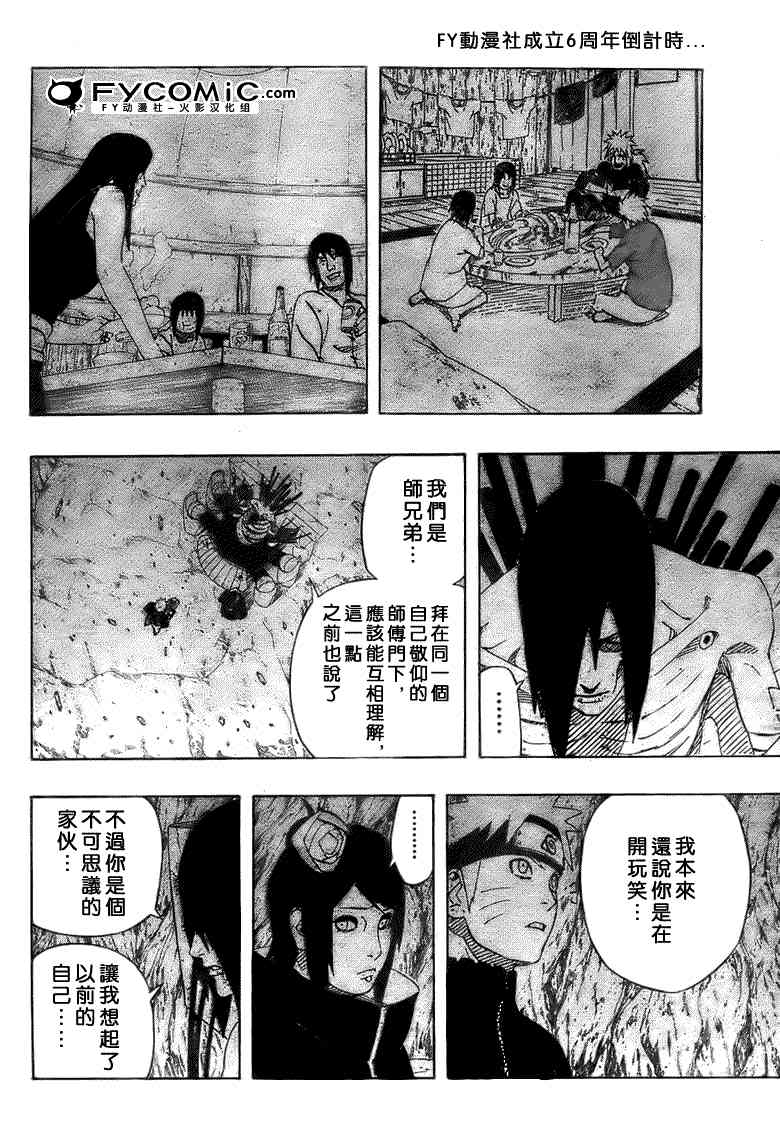 FY動漫社成立6周年倒計時...
FYCOMIC.com
FY动漫社-火影汉化组
......
我們是
師兄弟…
拜在同一個
自己敬仰的
師傅門下，
應該能互相理解，
這一點
之前也說了
我本來
還說你是在
開玩笑…
………
不過你是個
不可思議的
家伙…
讓我想起了
以前的
自己……